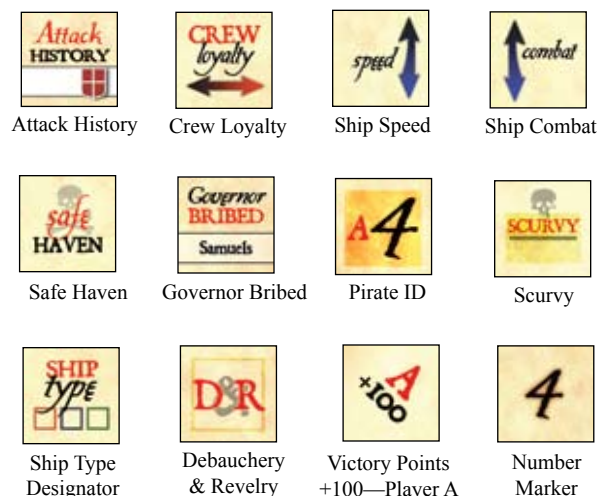 Attack
HISTORY
CREW
loyalty
speed
combat
Attack History
Crew Loyalty
Ship Speed
Ship Combat
safe
HAVEN
Governor
BRIBED
Samuels
A4
SCURVY
Safe Haven
Governor Bribed
Pirate ID
Scurvy
SHIP
type
D&R
A
+100
4
Ship Type
Designator
Debauchery
& Revelry
Victory Points
+100—Player A
Number
Marker